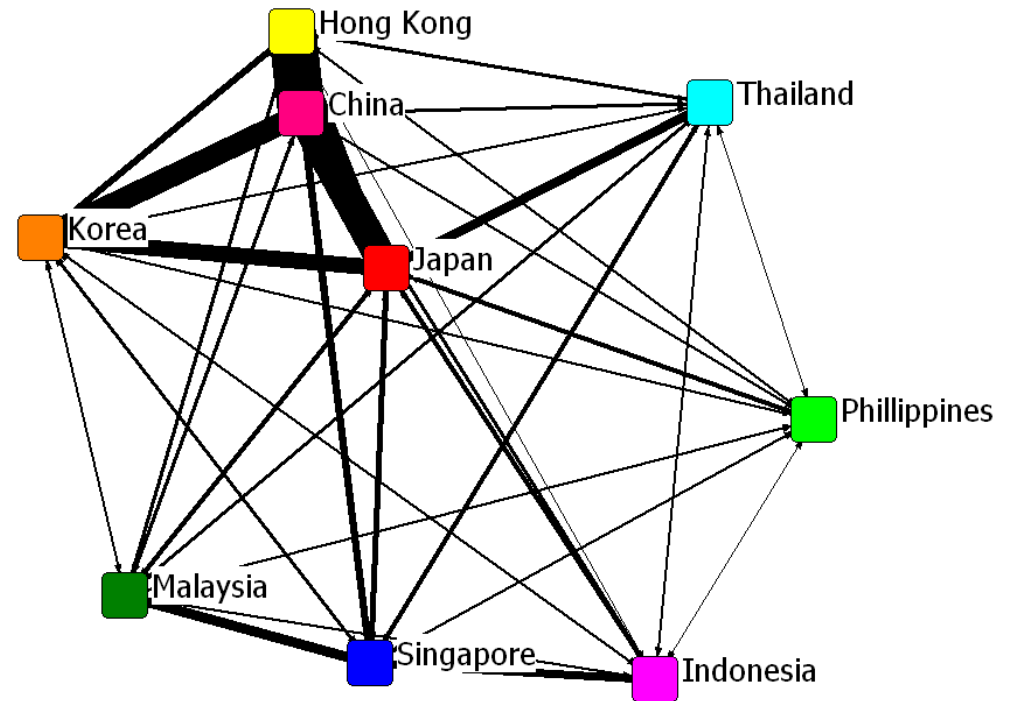 Hong Kong
Thailand
China
Korea
Japan
Phillippines
Malaysia
Singapore
Indonesia